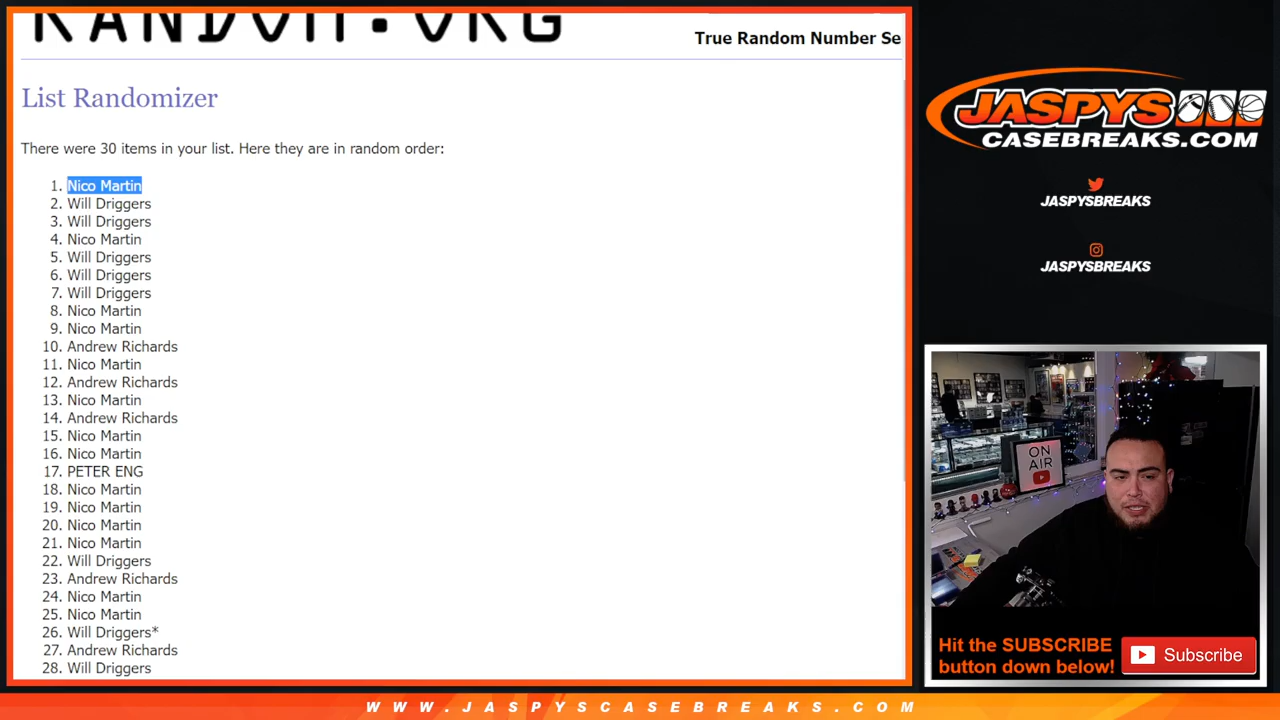 RANDOM.ORG
True Random Number Se
List Randomizer
There were 30 items in your list. Here they are in random order:
1. Nico Martin
2. Will Driggers
3. Will Driggers
4. Nico Martin
5. Will Driggers
6. Will Driggers
7. Will Driggers
8. Nico Martin
9. Nico Martin
10. Andrew Richards
11. Nico Martin
12. Andrew Richards
13. Nico Martin
14. Andrew Richards
15. Nico Martin
16. Nico Martin
17. PETER ENG
18. Nico Martin
19. Nico Martin
20. Nico Martin
21. Nico Martin
22. Will Driggers
23. Andrew Richards
24. Nico Martin
25. Nico Martin
26. Will Driggers*
27. Andrew Richards
28. Will Driggers
JASPYS
CASEBREAKS.COM
JASPYSBREAKS
JASPYSBREAKS
ON
AIR
Hit the SUBSCRIBE
button down below!
Subscribe
WWW.JASPYSCASEBREAKS.COM